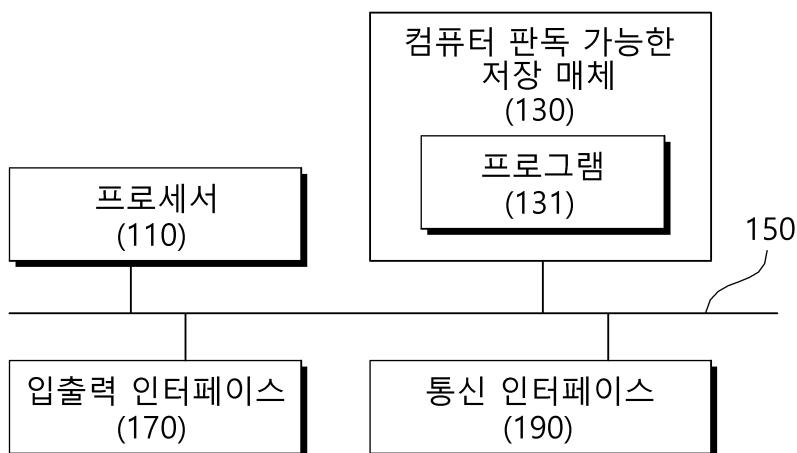 컴퓨터 판독 가능한
저장 매체
(130)
프로그램
(131)
프로세서
(110)
150
입출력 인터페이스
(170)
통신 인터페이스
(190)